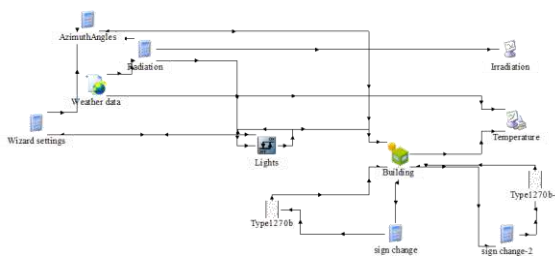 AzimuthAngles
Radiation
Irradiation
Weather data
Wizard settings
Temperature
Lights
Building
Type1270b-
Type1270b
sign change
sign change-2